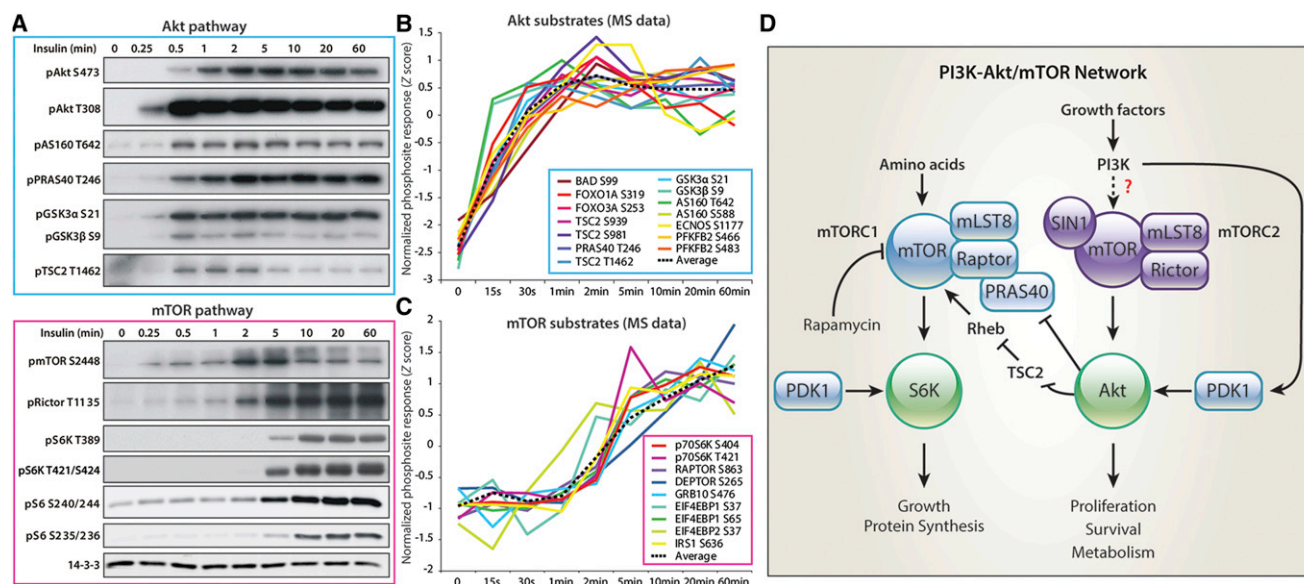 A
Akt pathway
Insulin (min) 0 0.25 0.5 1 2 5 10 20 60
pAkt S473
pAkt T308
pAS160 T642
pPRAS40 T246
pGSK3α S21
pGSK3β S9
pTSC2 T1462
mTOR pathway
Insulin (min) 0 0.25 0.5 1 2 5 10 20 60
pmTOR S2448
pRictor T1135
pS6K T389
pS6K T421/S424
pS6 S240/244
pS6 S235/236
14-3-3
B
Akt substrates (MS data)
Normalized phosphosite response (Z score)
1.5
1
0.5
0
-0.5
-1
-1.5
-2
-2.5
-3
BAD S99
FOXO1A S319
FOXO3A S253
TSC2 S939
TSC2 S981
PRAS40 T246
TSC2 T1462
GSK3α S21
GSK3β S9
AS160 T642
AS160 S588
ECNOS S1177
PFKFB2 S466
PFKFB2 S483
Average
0 15s 30s 1min 2min 5min 10min 20min 60min
C
mTOR substrates (MS data)
Normalized phosphosite response (Z score)
2
1.5
1
0.5
0
-0.5
-1
-1.5
-2
p70S6K S404
p70S6K T421
RAPTOR S863
DEPTOR S265
GRB10 S476
EIF4EBP1 S37
EIF4EBP1 S65
EIF4EBP2 S37
IRS1 S636
Average
0 15s 30s 1min 2min 5min 10min 20min 60min
D
PI3K-Akt/mTOR Network
Growth factors
Amino acids
PI3K
?
mTORC1
mTOR
mLST8
Raptor
PRAS40
SIN1
mTOR
mLST8
Rictor
mTORC2
Rapamycin
Rheb
TSC2
PDK1
S6K
Akt
PDK1
Growth
Protein Synthesis
Proliferation
Survival
Metabolism